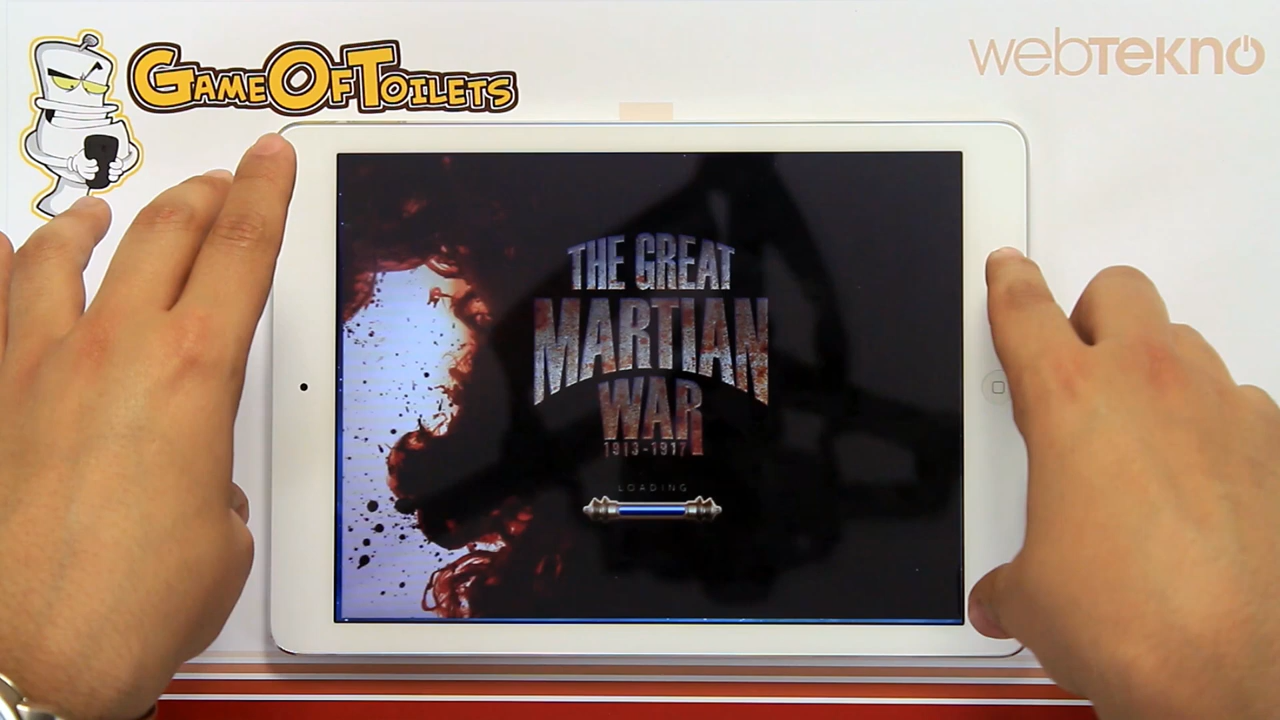 GAMEOFTOILETS
webTEKNO
THE GREAT
MARTIAN
WAR
1913-1917
LOADING